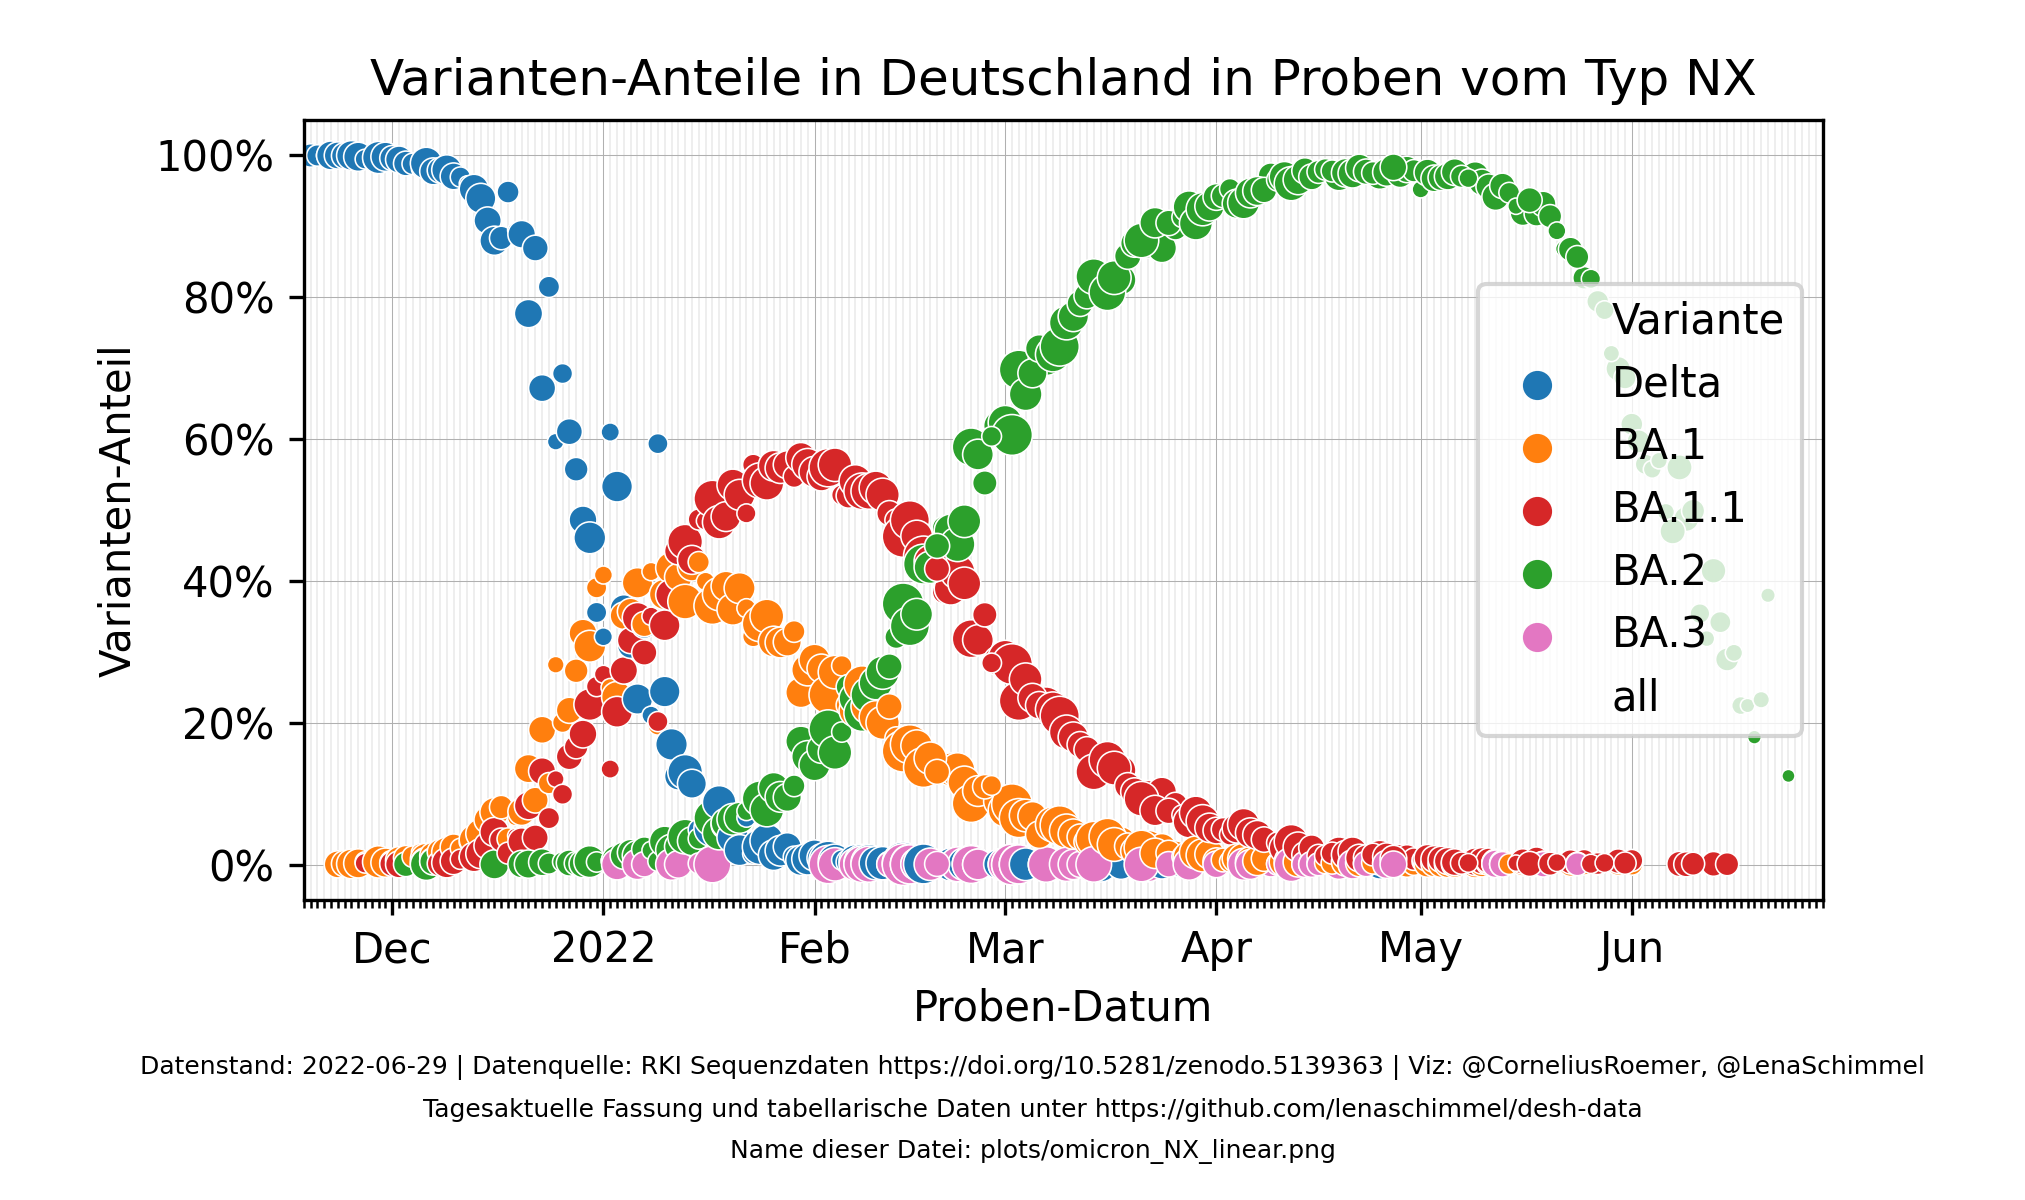 Varianten-Anteile in Deutschland in Proben vom Typ NX
Varianten-Anteil
100%
80%
60%
40%
20%
0%
Variante
Delta
BA.1
BA.1.1
BA.2
BA.3
all
Dec 2022 Feb Mar Apr May Jun
Proben-Datum
Datenstand: 2022-06-29 | Datenquelle: RKI Sequenzdaten https://doi.org/10.5281/zenodo.5139363 | Viz: @CorneliusRoemer, @LenaSchimmel
Tagesaktuelle Fassung und tabellarische Daten unter https://github.com/lenaschimmel/desh-data
Name dieser Datei: plots/omicron_NX_linear.png